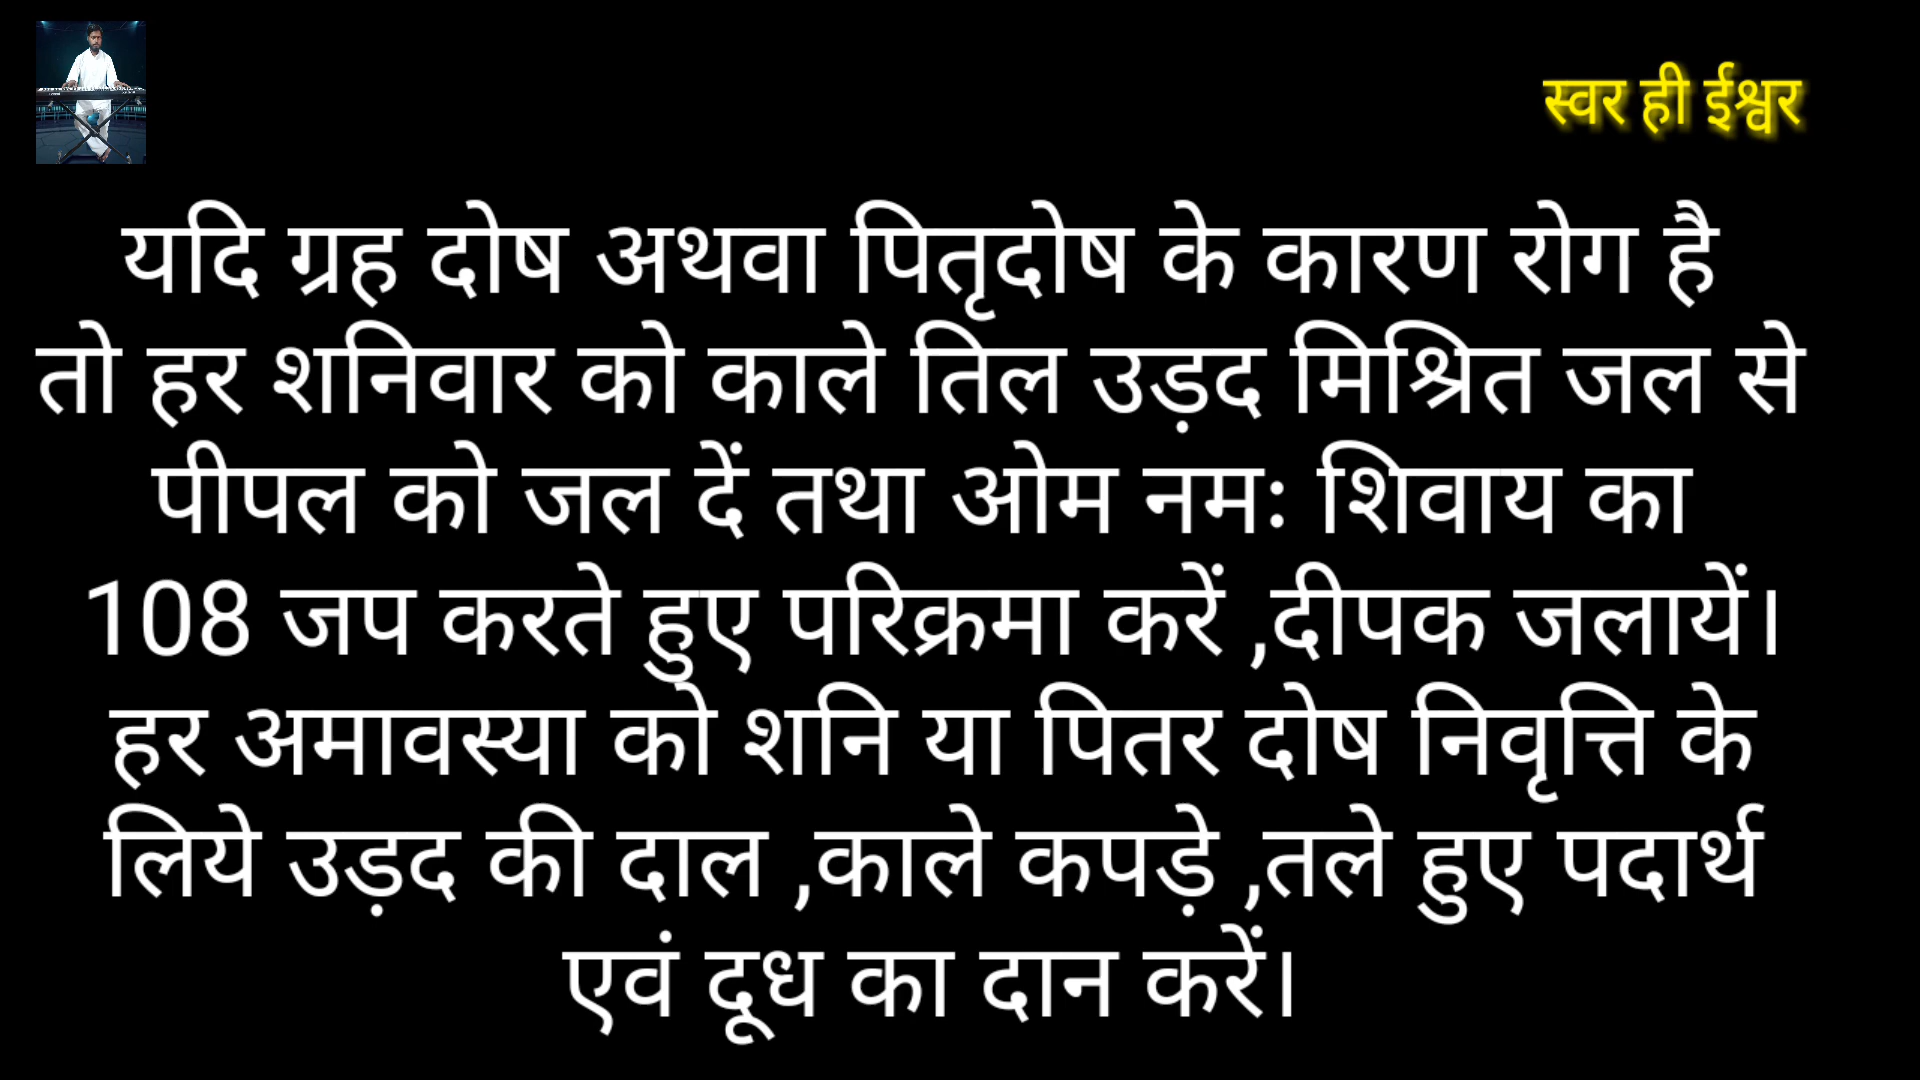 स्वर ही ईश्वर
यदि ग्रह दोष अथवा पितृदोष के कारण रोग है
तो हर शनिवार को काले तिल उड़द मिश्रित जल से
पीपल को जल दें तथा ओम नमः शिवाय का
108 जप करते हुए परिक्रमा करें ,दीपक जलायें।
हर अमावस्या को शनि या पितर दोष निवृत्ति के
लिये उड़द की दाल ,काले कपड़े ,तले हुए पदार्थ
एवं दूध का दान करें।